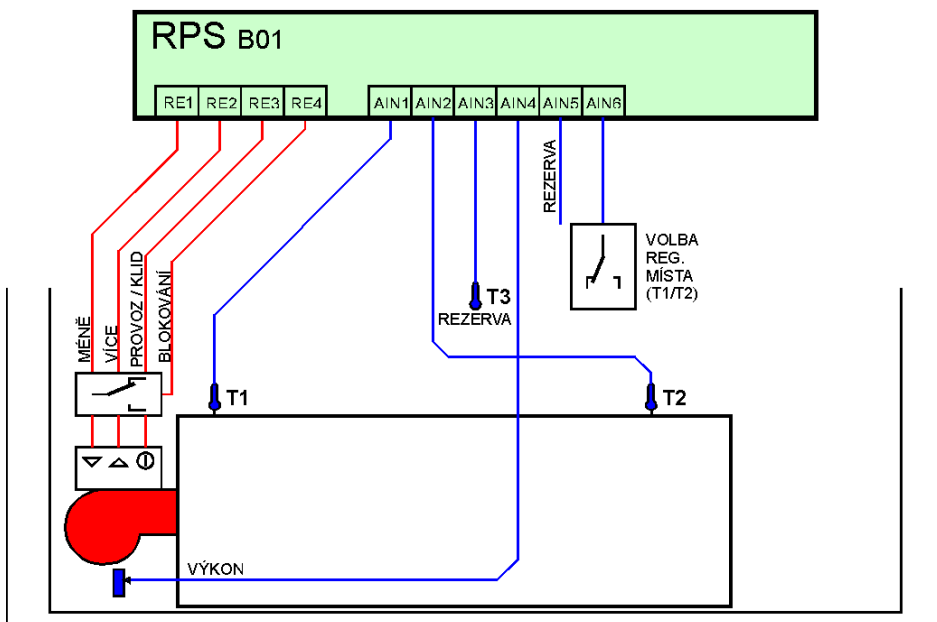 RPS B01
RE1 RE2 RE3 RE4 AIN1 AIN2 AIN3 AIN4 AIN5 AIN6
REZERVA
VOLBA
REG.
MÍSTA
(T1/T2)
T3
REZERVA
MÉNĚ
VÍCE
PROVOZ / KLID
BLOKOVÁNÍ
T1
T2
VÝKON